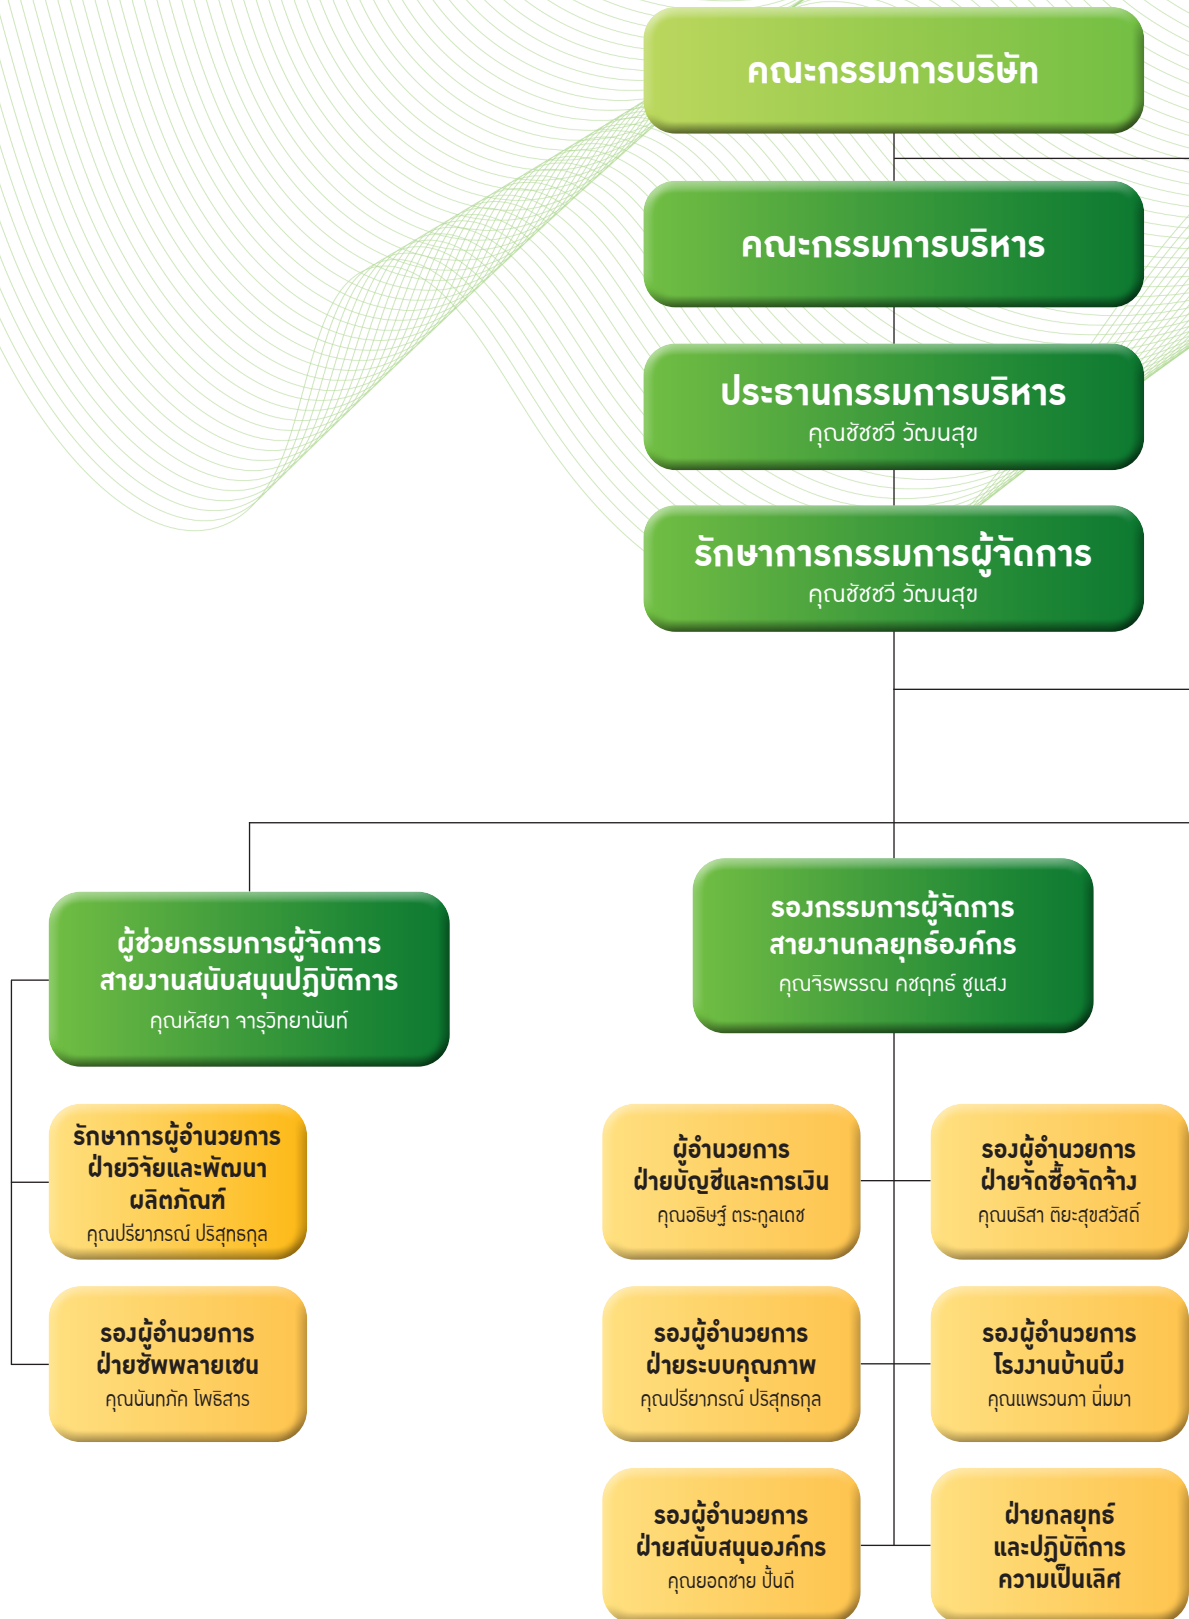 คณะกรรมการบริษัท
คณะกรรมการบริหาร
ประธานกรรมการบริหาร
คุณชัชชวี วัฒนสุข
รักษาการกรรมการผู้จัดการ
คุณชัชชวี วัฒนสุข
ผู้ช่วยกรรมการผู้จัดการ
สายงานสนับสนุนปฏิบัติการ
คุณหัสยา จารุวิทยานันท์
รองกรรมการผู้จัดการ
สายงานกลยุทธ์องค์กร
คุณจิรพรรณ คชฤทธิ์ ชูแสง
รักษาการผู้อำนวยการ
ฝ่ายวิจัยและพัฒนา
ผลิตภัณฑ์
คุณปรียาภรณ์ ปริสุทธกุล
รองผู้อำนวยการ
ฝ่ายซัพพลายเชน
คุณนันทภัค โพธิสาร
ผู้อำนวยการ
ฝ่ายบัญชีและการเงิน
คุณอธิษฐ์ ตระกูลเดช
รองผู้อำนวยการ
ฝ่ายจัดซื้อจัดจ้าง
คุณนริสา ติยะสุขสวัสดิ์
รองผู้อำนวยการ
ฝ่ายระบบคุณภาพ
คุณปรียาภรณ์ ปริสุทธกุล
รองผู้อำนวยการ
โรงงานบ้านบึง
คุณแพรวนภา นิ่มมา
รองผู้อำนวยการ
ฝ่ายสนับสนุนองค์กร
คุณยอดชาย ปั้นดี
ฝ่ายกลยุทธ์
และปฏิบัติการ
ความเป็นเลิศ